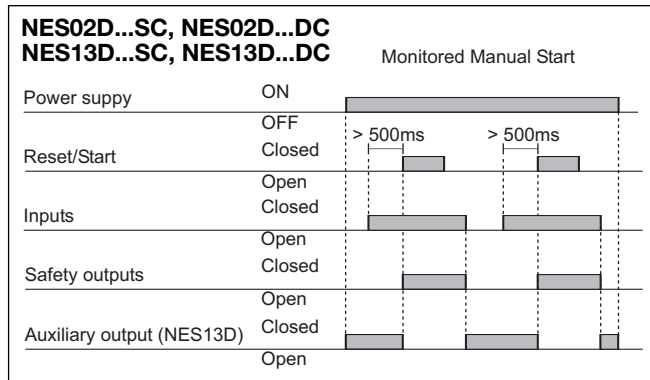 NES02D...SC, NES02D...DC
NES13D...SC, NES13D...DC
Monitored Manual Start
Power suppy
ON
OFF
> 500ms
> 500ms
Reset/Start
Closed
Open
Inputs
Closed
Open
Safety outputs
Closed
Open
Auxiliary output (NES13D)
Closed
Open